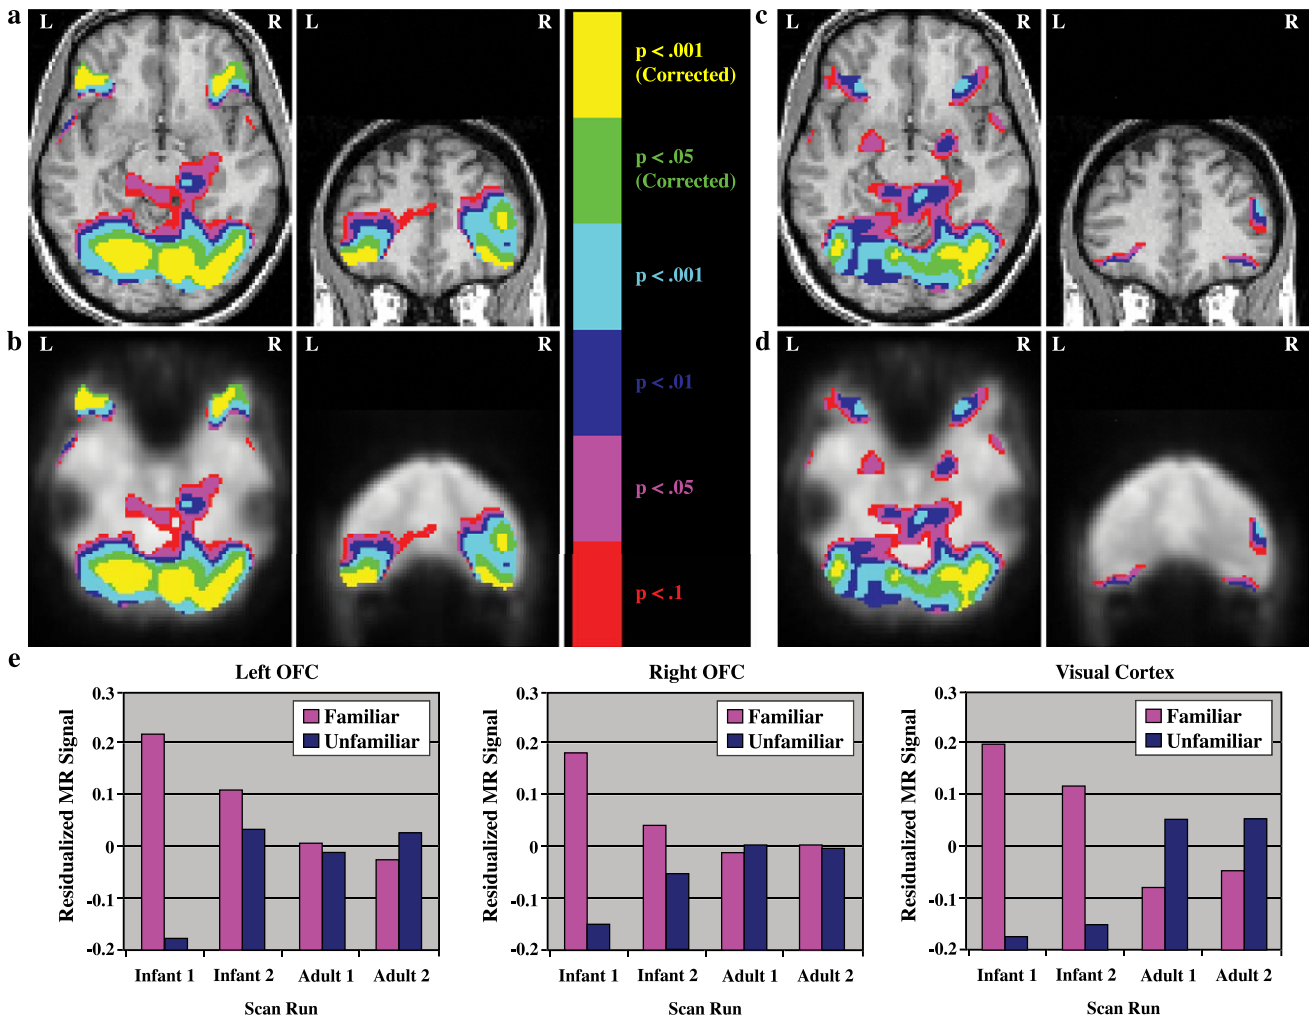 a
L R
L R
p < .001
(Corrected)
p < .05
(Corrected)
p < .001
p < .01
p < .05
p < .1
c
L R
L R
b
L R
L R
d
L R
L R
e
Left OFC
Residualized MR Signal
0.3
0.2
0.1
0
-0.1
-0.2
Familiar
Unfamiliar
Infant 1 Infant 2 Adult 1 Adult 2
Scan Run
Right OFC
Residualized MR Signal
0.3
0.2
0.1
0
-0.1
-0.2
Familiar
Unfamiliar
Infant 1 Infant 2 Adult 1 Adult 2
Scan Run
Visual Cortex
Residualized MR Signal
0.3
0.2
0.1
0
-0.1
-0.2
Familiar
Unfamiliar
Infant 1 Infant 2 Adult 1 Adult 2
Scan Run